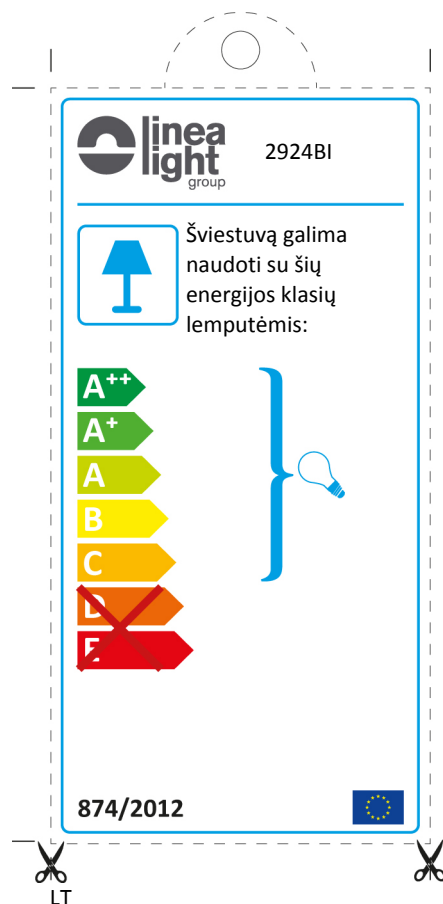 linea
light
group
2924BI
Šviestuvą galima
naudoti su šių
energijos klasių
lemputėmis:
A++
A+
A
B
C
D
E
874/2012
LT